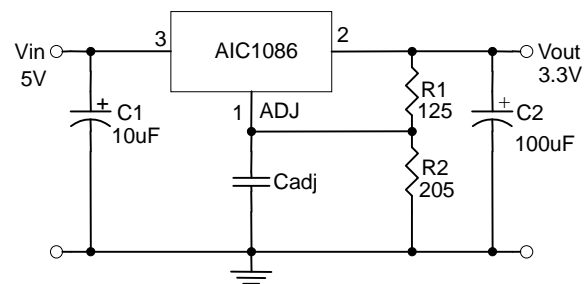 Vin
5V
3
AIC1086
2
Vout
3.3V
1
ADJ
+
C1
10uF
R1
125
+
C2
100uF
Cadj
R2
205